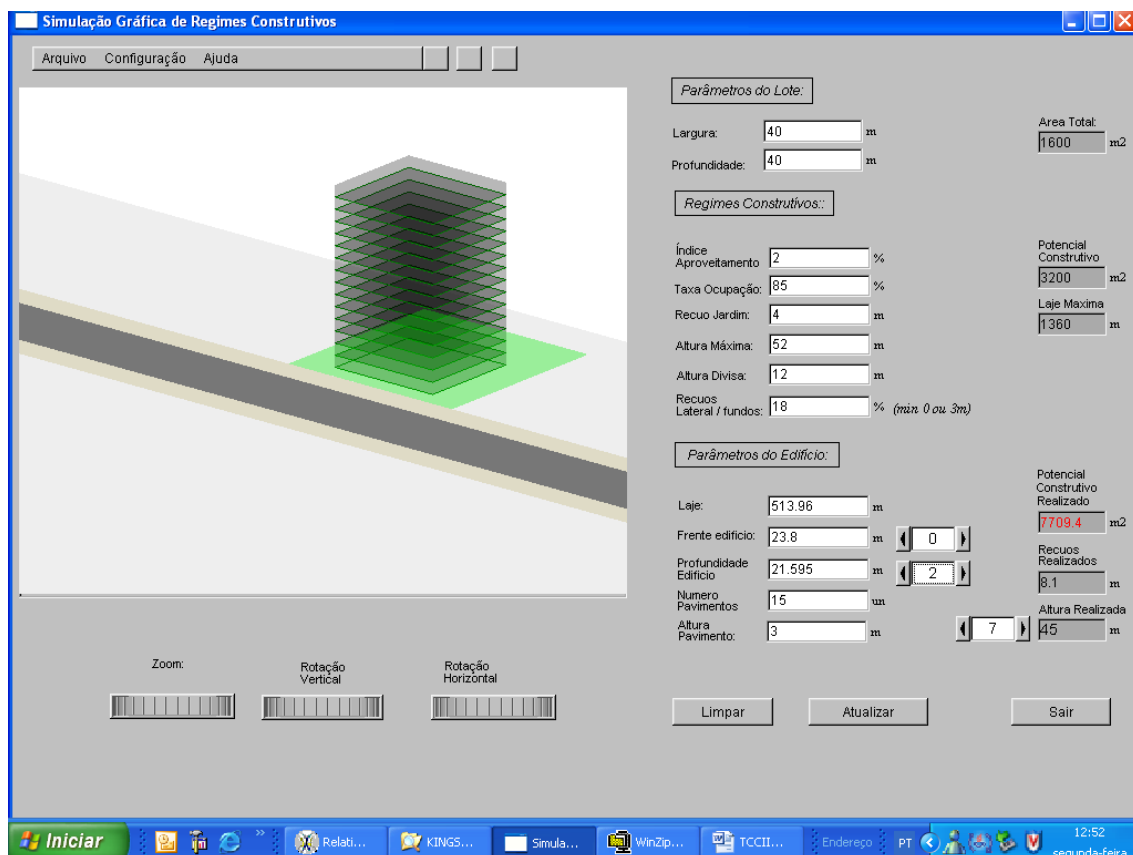 Simulação Gráfica de Regimes Construtivos
Arquivo Configuração Ajuda
Parâmetros do Lote:
Largura: 40 m
Area Total:
1600 m2
Profundidade: 40 m
Regimes Construtívos::
Índice
Aproveitamento 2 %
Potencial
Construtivo
3200 m2
Taxa Ocupação: 85 %
Laje Maxima
1360 m
Recuo Jardim: 4 m
Altura Máxima: 52 m
Altura Divisa: 12 m
Recuos
Lateral / fundos: 18 % (min 0 ou 3m)
Parâmetros do Edifício:
Potencial
Construtivo
Realizado
7709.4 m2
Laje: 513.96 m
Frente edificio: 23.8 m 0
Recuos
Realizados
8.1 m
Profundidade
Edificio 21.595 m 2
Numero
Pavimentos 15 un
Altura Realizada
45 m
Altura
Pavimento: 3 m 7
Zoom:
Rotação
Vertical
Rotação
Horizontal
Limpar Atualizar Sair
Iniciar » Relati... KINGS... Simula... WinZip... TCCII... Endereço PT 12:52
segunda-feira